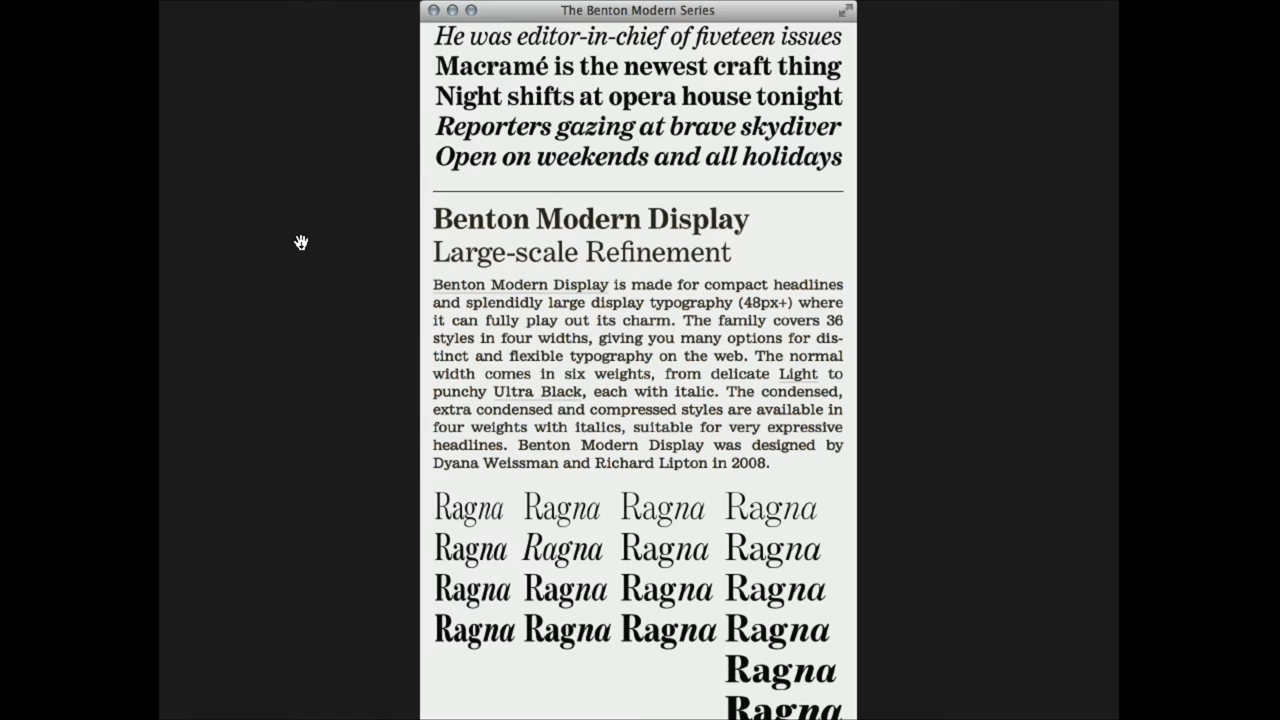 The Benton Modern Series
He was editor-in-chief of fiveteen issues
Macramé is the newest craft thing
Night shifts at opera house tonight
Reporters gazing at brave skydiver
Open on weekends and all holidays
Benton Modern Display
Large-scale Refinement
Benton Modern Display is made for compact headlines
and splendidly large display typography (48px+) where
it can fully play out its charm. The family covers 36
styles in four widths, giving you many options for dis-
tinct and flexible typography on the web. The normal
width comes in six weights, from delicate Light to
punchy Ultra Black, each with italic. The condensed,
extra condensed and compressed styles are available in
four weights with italics, suitable for very expressive
headlines. Benton Modern Display was designed by
Dyana Weissman and Richard Lipton in 2008.
Ragna Ragna Ragna Ragna
Ragna Ragna Ragna Ragna
Ragna Ragna Ragna Ragna
Ragna Ragna Ragna Ragna
Ragna
Ragna